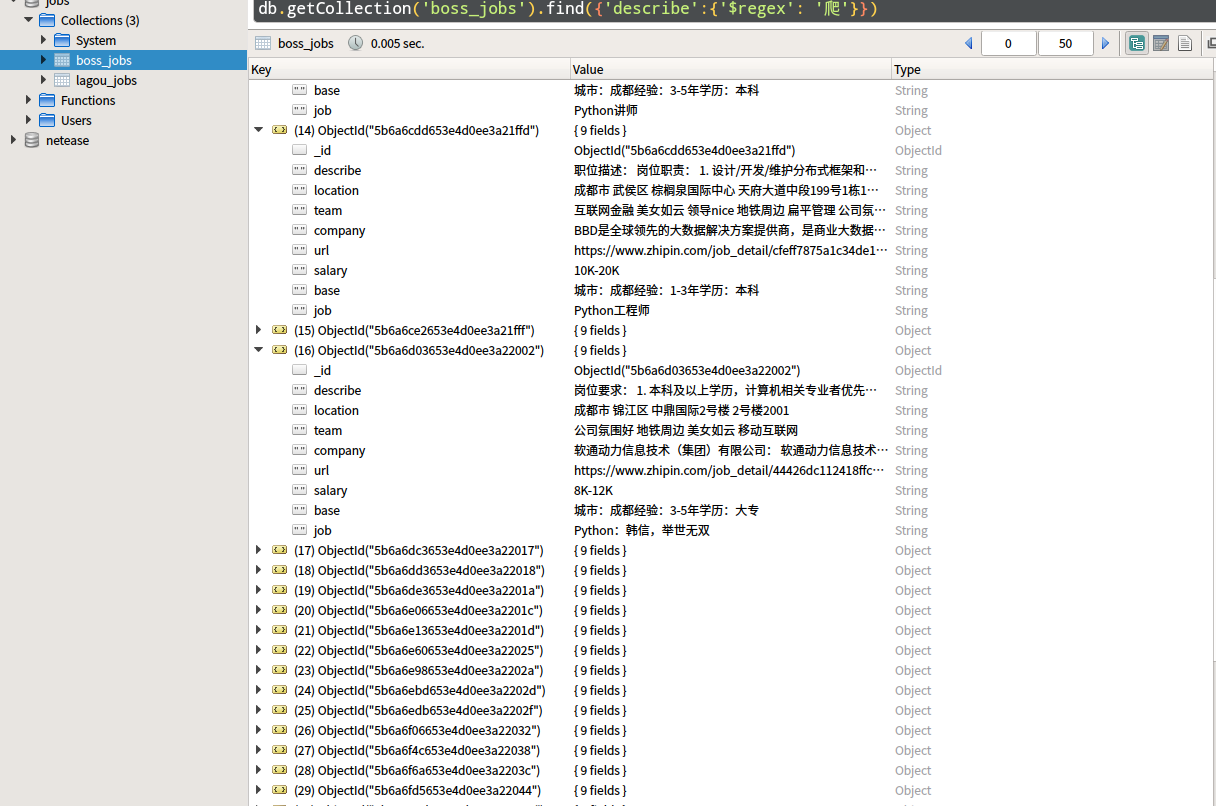 jobs
Collections (3)
System
boss_jobs
lagou_jobs
Functions
Users
netease
db.getCollection('boss_jobs').find({'describe':{'$regex': '爬'}})
boss_jobs 0.005 sec. 0 50
Key Value Type
base 城市：成都经验：3-5年学历：本科 String
job Python讲师 String
(14) ObjectId("5b6a6cdd653e4d0ee3a21ffd") { 9 fields } Object
_id ObjectId("5b6a6cdd653e4d0ee3a21ffd") ObjectId
describe 职位描述： 岗位职责： 1. 设计/开发/维护分布式框架和… String
location 成都市 武侯区 棕榈泉国际中心 天府大道中段199号1栋1… String
team 互联网金融 美女如云 领导nice 地铁周边 扁平管理 公司氛… String
company BBD是全球领先的大数据解决方案提供商，是商业大数据… String
url https://www.zhipin.com/job_detail/cfeff7875a1c34de1… String
salary 10K-20K String
base 城市：成都经验：1-3年学历：本科 String
job Python工程师 String
(15) ObjectId("5b6a6ce2653e4d0ee3a21fff") { 9 fields } Object
(16) ObjectId("5b6a6d03653e4d0ee3a22002") { 9 fields } Object
_id ObjectId("5b6a6d03653e4d0ee3a22002") ObjectId
describe 岗位要求： 1. 本科及以上学历，计算机相关专业者优先… String
location 成都市 锦江区 中鼎国际2号楼 2号楼2001 String
team 公司氛围好 地铁周边 美女如云 移动互联网 String
company 软通动力信息技术（集团）有限公司： 软通动力信息技术… String
url https://www.zhipin.com/job_detail/44426dc112418ffc… String
salary 8K-12K String
base 城市：成都经验：3-5年学历：大专 String
job Python：韩信，举世无双 String
(17) ObjectId("5b6a6dc3653e4d0ee3a22017") { 9 fields } Object
(18) ObjectId("5b6a6dd3653e4d0ee3a22018") { 9 fields } Object
(19) ObjectId("5b6a6de3653e4d0ee3a2201a") { 9 fields } Object
(20) ObjectId("5b6a6e06653e4d0ee3a2201c") { 9 fields } Object
(21) ObjectId("5b6a6e13653e4d0ee3a2201d") { 9 fields } Object
(22) ObjectId("5b6a6e60653e4d0ee3a22025") { 9 fields } Object
(23) ObjectId("5b6a6e98653e4d0ee3a2202a") { 9 fields } Object
(24) ObjectId("5b6a6ebd653e4d0ee3a2202d") { 9 fields } Object
(25) ObjectId("5b6a6edb653e4d0ee3a2202f") { 9 fields } Object
(26) ObjectId("5b6a6f06653e4d0ee3a22032") { 9 fields } Object
(27) ObjectId("5b6a6f4c653e4d0ee3a22038") { 9 fields } Object
(28) ObjectId("5b6a6f6a653e4d0ee3a2203c") { 9 fields } Object
(29) ObjectId("5b6a6fd5653e4d0ee3a22044") { 9 fields } Object